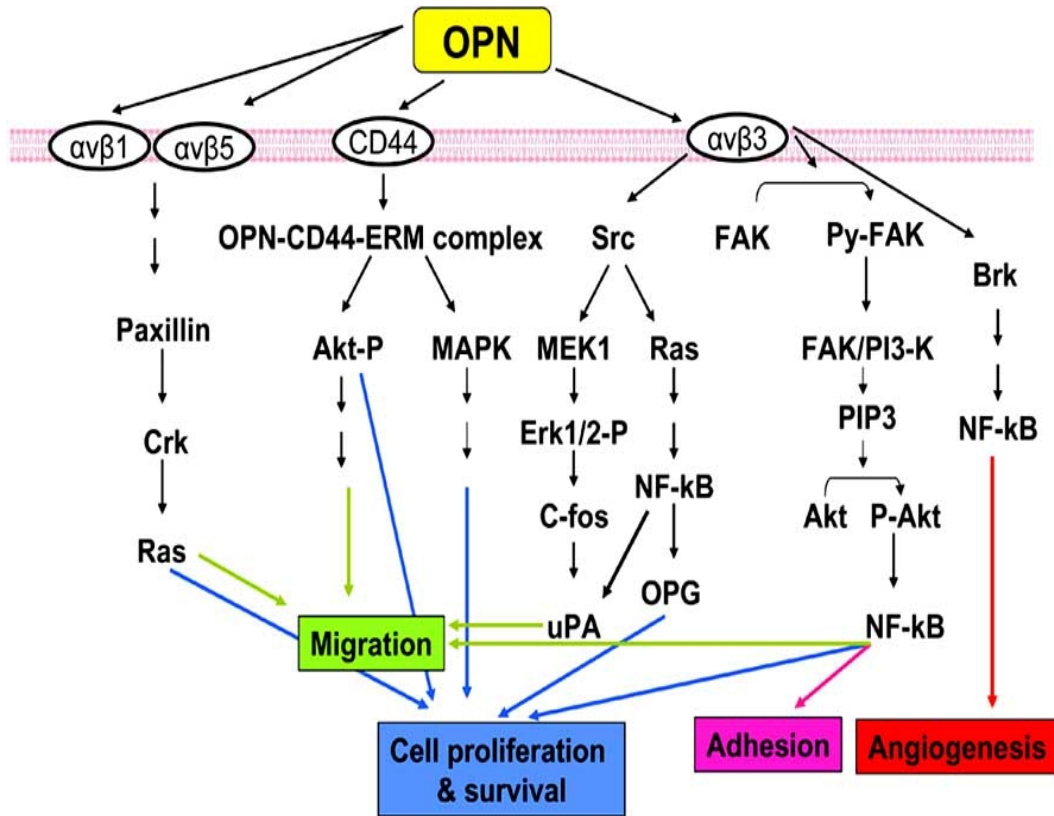 OPN
αvβ1
αvβ5
CD44
αvβ3
OPN-CD44-ERM complex
Src
FAK
Py-FAK
Brk
Paxillin
Akt-P
MAPK
MEK1
Ras
FAK/PI3-K
PIP3
NF-kB
Crk
Erk1/2-P
NF-kB
C-fos
Akt
P-Akt
Ras
OPG
uPA
NF-kB
Migration
Cell proliferation
& survival
Adhesion
Angiogenesis